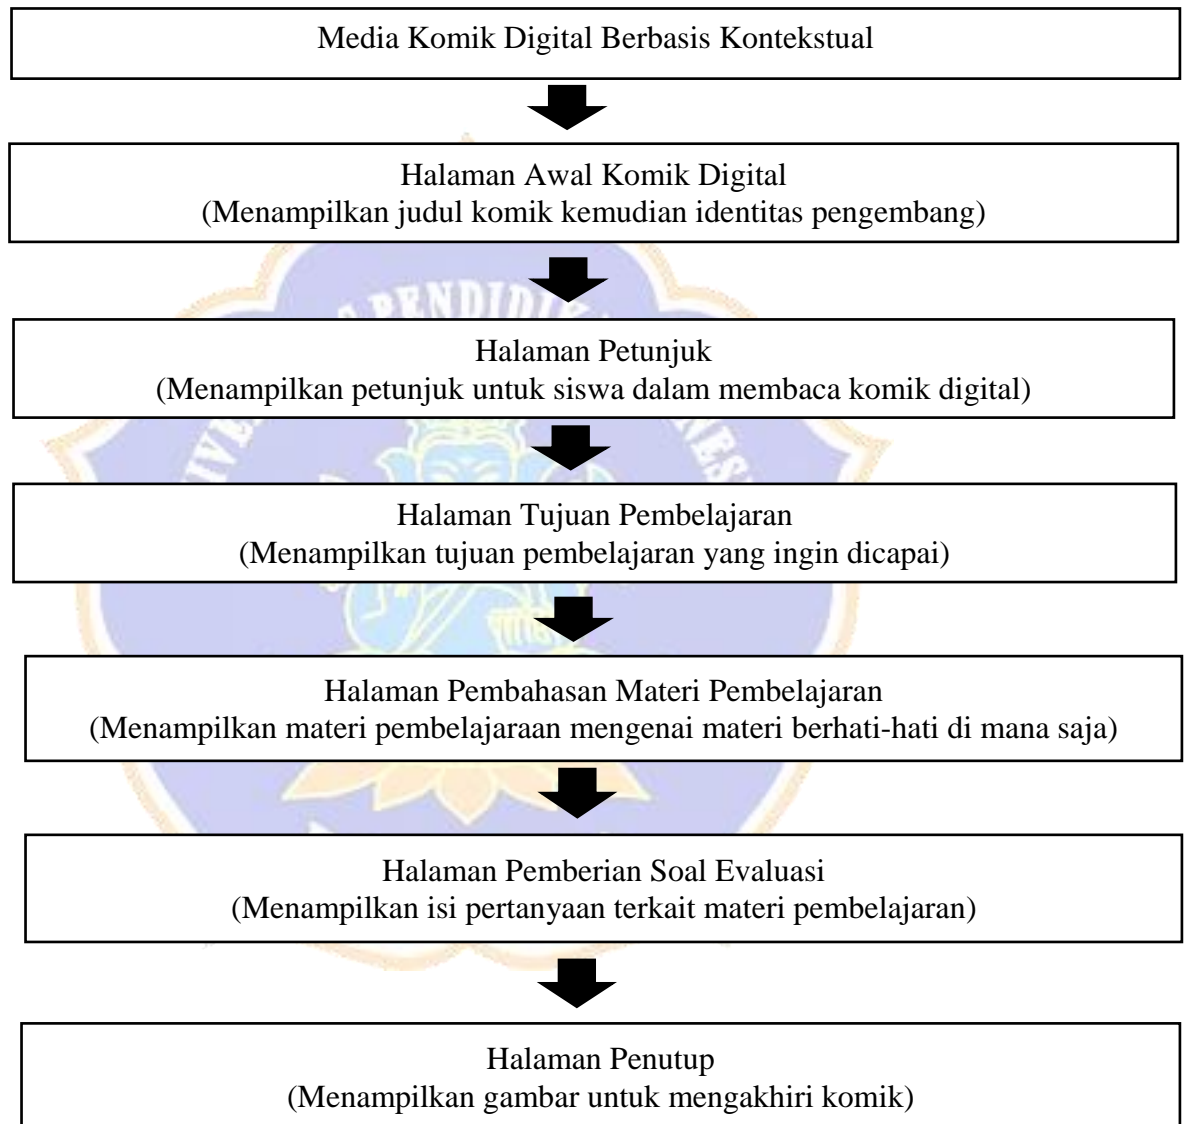 Media Komik Digital Berbasis Kontekstual
Halaman Awal Komik Digital
(Menampilkan judul komik kemudian identitas pengembang)
Halaman Petunjuk
(Menampilkan petunjuk untuk siswa dalam membaca komik digital)
Halaman Tujuan Pembelajaran
(Menampilkan tujuan pembelajaran yang ingin dicapai)
Halaman Pembahasan Materi Pembelajaran
(Menampilkan materi pembelajaraan mengenai materi berhati-hati di mana saja)
Halaman Pemberian Soal Evaluasi
(Menampilkan isi pertanyaan terkait materi pembelajaran)
Halaman Penutup
(Menampilkan gambar untuk mengakhiri komik)